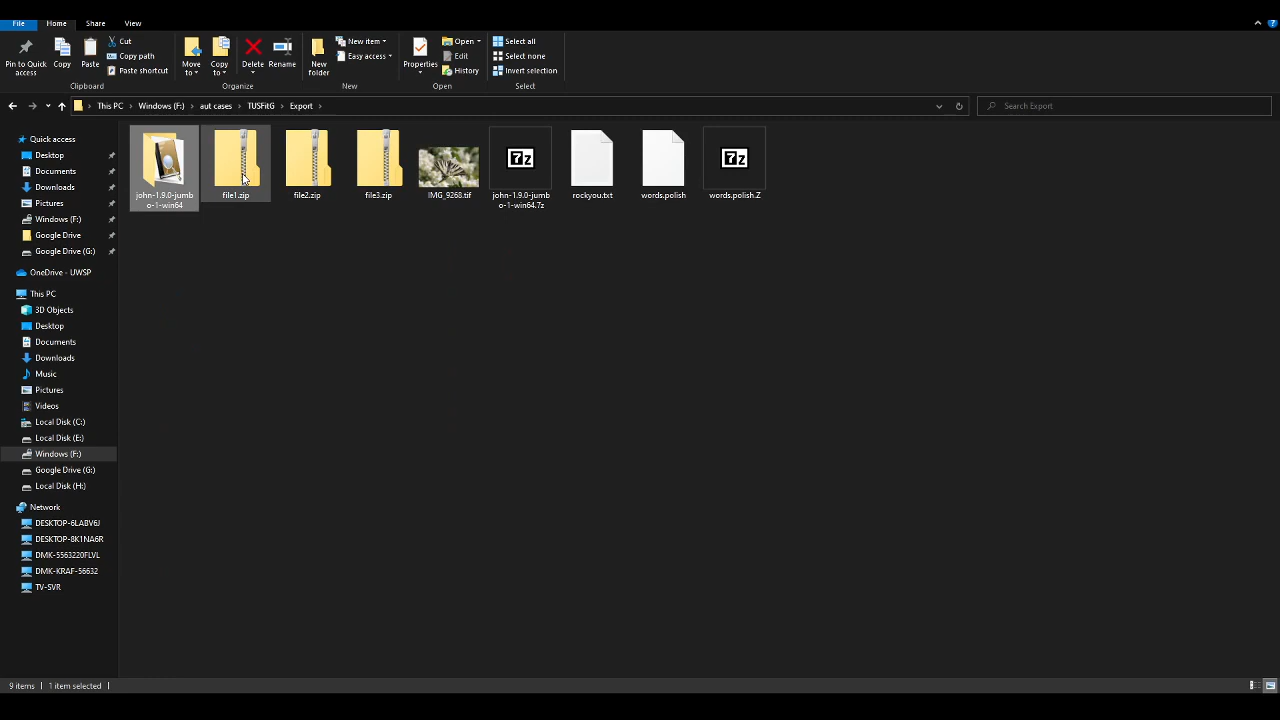 File Home Share View
Pin to Quick access
Copy
Paste
Cut
Copy path
Paste shortcut
Clipboard
Move to
Copy to
Delete
Rename
Organize
New folder
New item
Easy access
New
Properties
Open
Edit
History
Open
Select all
Select none
Invert selection
Select
This PC > Windows (F:) > aut cases > TUSFitG > Export >
Search Export
Quick access
Desktop
Documents
Downloads
Pictures
Windows (F:)
Google Drive
Google Drive (G:)
OneDrive - UWSP
This PC
3D Objects
Desktop
Documents
Downloads
Music
Pictures
Videos
Local Disk (C:)
Local Disk (E:)
Windows (F:)
Google Drive (G:)
Local Disk (H:)
Network
DESKTOP-6LABV6J
DESKTOP-8K1NA6R
DMK-5563220FLVL
DMK-KRAF-56632
TV-SVR
john-1.9.0-jumb
o-1-win64
file1.zip
file2.zip
file3.zip
IMG_9268.tif
7z
john-1.9.0-jumb
o-1-win64.7z
rockyou.txt
words.polish
7z
words.polish.Z
9 items
1 item selected